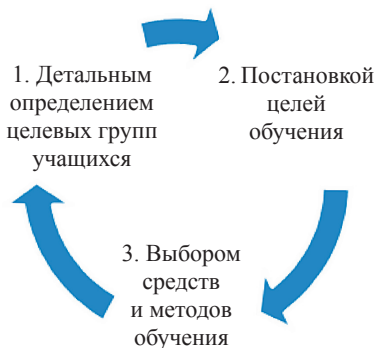 1. Детальным
определением
целевых групп
учащихся
2. Постановкой
целей
обучения
3. Выбором
средств
и методов
обучения